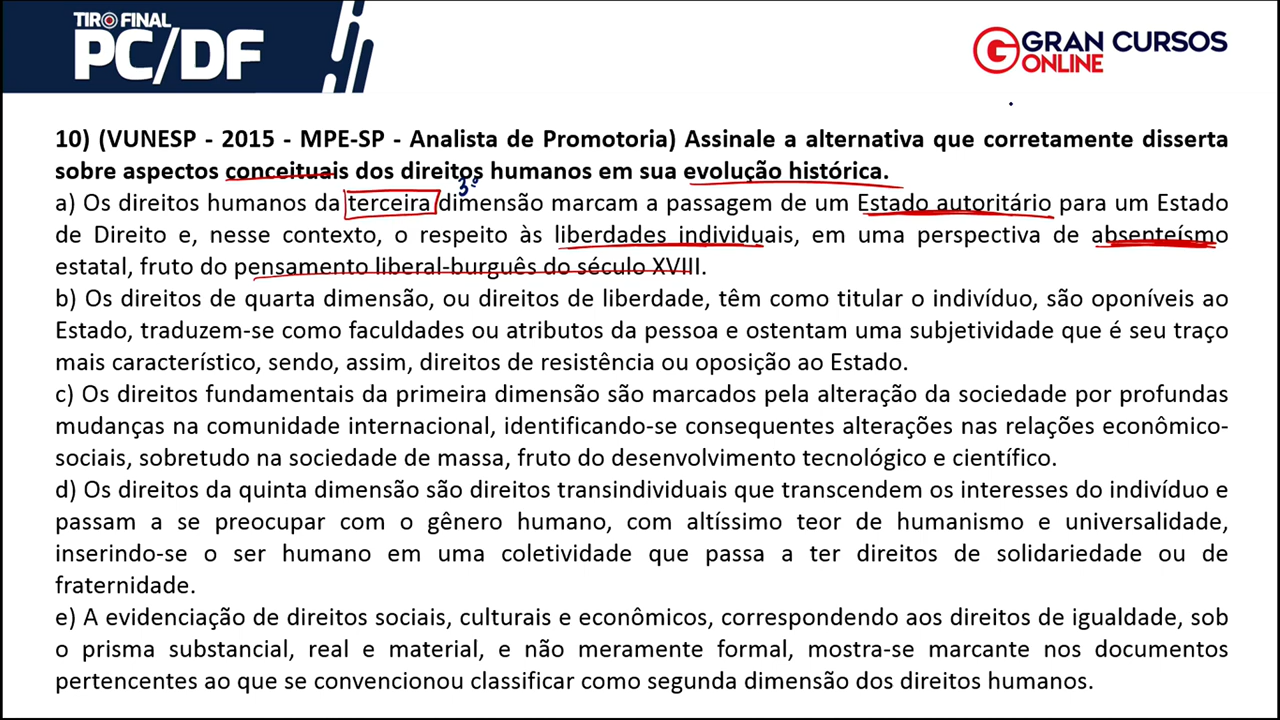 TIRO FINAL
PC/DF
GRAN CURSOS
ONLINE
10) (VUNESP - 2015 - MPE-SP - Analista de Promotoria) Assinale a alternativa que corretamente disserta
sobre aspectos conceituais dos direitos humanos em sua evolução histórica.
3ª
a) Os direitos humanos da terceira dimensão marcam a passagem de um Estado autoritário para um Estado
de Direito e, nesse contexto, o respeito às liberdades individuais, em uma perspectiva de absenteísmo
estatal, fruto do pensamento liberal-burguês do século XVIII.
b) Os direitos de quarta dimensão, ou direitos de liberdade, têm como titular o indivíduo, são oponíveis ao
Estado, traduzem-se como faculdades ou atributos da pessoa e ostentam uma subjetividade que é seu traço
mais característico, sendo, assim, direitos de resistência ou oposição ao Estado.
c) Os direitos fundamentais da primeira dimensão são marcados pela alteração da sociedade por profundas
mudanças na comunidade internacional, identificando-se consequentes alterações nas relações econômico-
sociais, sobretudo na sociedade de massa, fruto do desenvolvimento tecnológico e científico.
d) Os direitos da quinta dimensão são direitos transindividuais que transcendem os interesses do indivíduo e
passam a se preocupar com o gênero humano, com altíssimo teor de humanismo e universalidade,
inserindo-se o ser humano em uma coletividade que passa a ter direitos de solidariedade ou de
fraternidade.
e) A evidenciação de direitos sociais, culturais e econômicos, correspondendo aos direitos de igualdade, sob
o prisma substancial, real e material, e não meramente formal, mostra-se marcante nos documentos
pertencentes ao que se convencionou classificar como segunda dimensão dos direitos humanos.